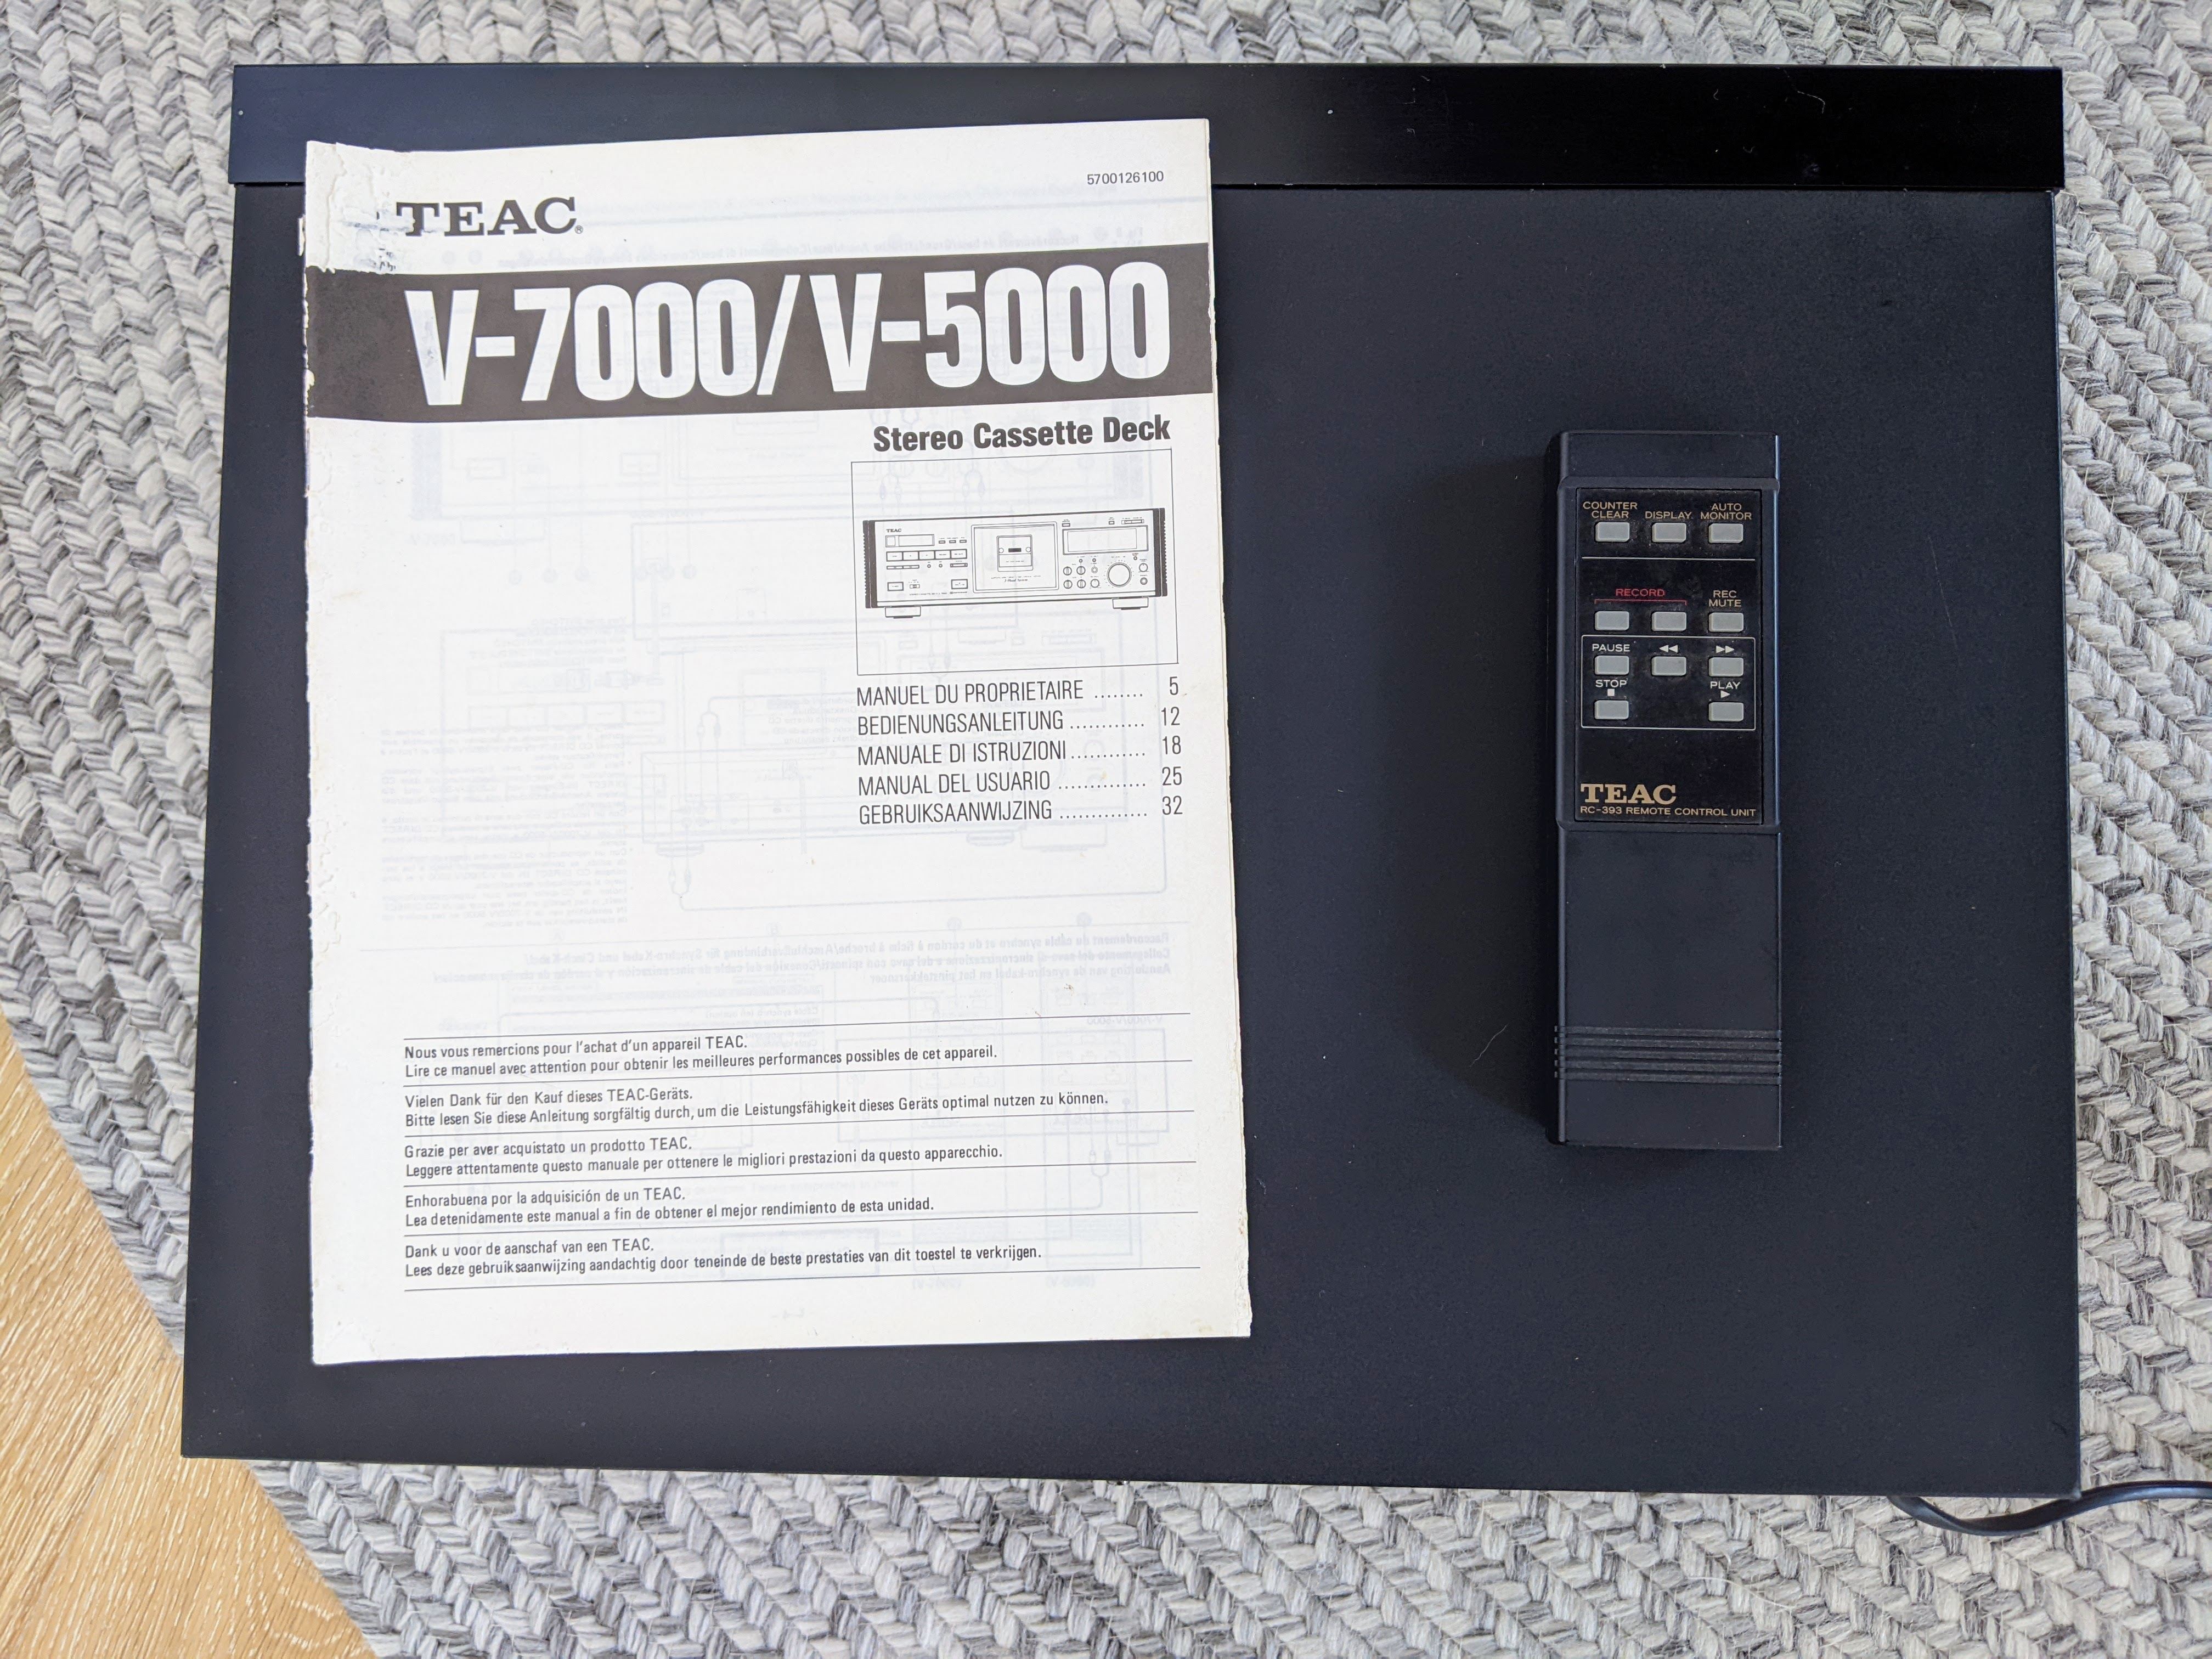 5700126100
TEAC®
V-7000/V-5000
Stereo Cassette Deck
TEAC
MANUEL DU PROPRIETAIRE ........ 5
BEDIENUNGSANLEITUNG ............ 12
MANUALE DI ISTRUZIONI ............ 18
MANUAL DEL USUARIO .............. 25
GEBRUIKSAANWIJZING .............. 32
Nous vous remercions pour l'achat d'un appareil TEAC.
Lire ce manuel avec attention pour obtenir les meilleures performances possibles de cet appareil.
Vielen Dank für den Kauf dieses TEAC-Geräts.
Bitte lesen Sie diese Anleitung sorgfältig durch, um die Leistungsfähigkeit dieses Geräts optimal nutzen zu können.
Grazie per aver acquistato un prodotto TEAC.
Leggere attentamente questo manuale per ottenere le migliori prestazioni da questo apparecchio.
Enhorabuena por la adquisición de un TEAC.
Lea detenidamente este manual a fin de obtener el mejor rendimiento de esta unidad.
Dank u voor de aanschaf van een TEAC.
Lees deze gebruiksaanwijzing aandachtig door teneinde de beste prestaties van dit toestel te verkrijgen.
COUNTER CLEAR DISPLAY AUTO MONITOR
RECORD REC MUTE
PAUSE ◀◀ ▶▶
STOP ■ PLAY ▶
TEAC
RC-393 REMOTE CONTROL UNIT